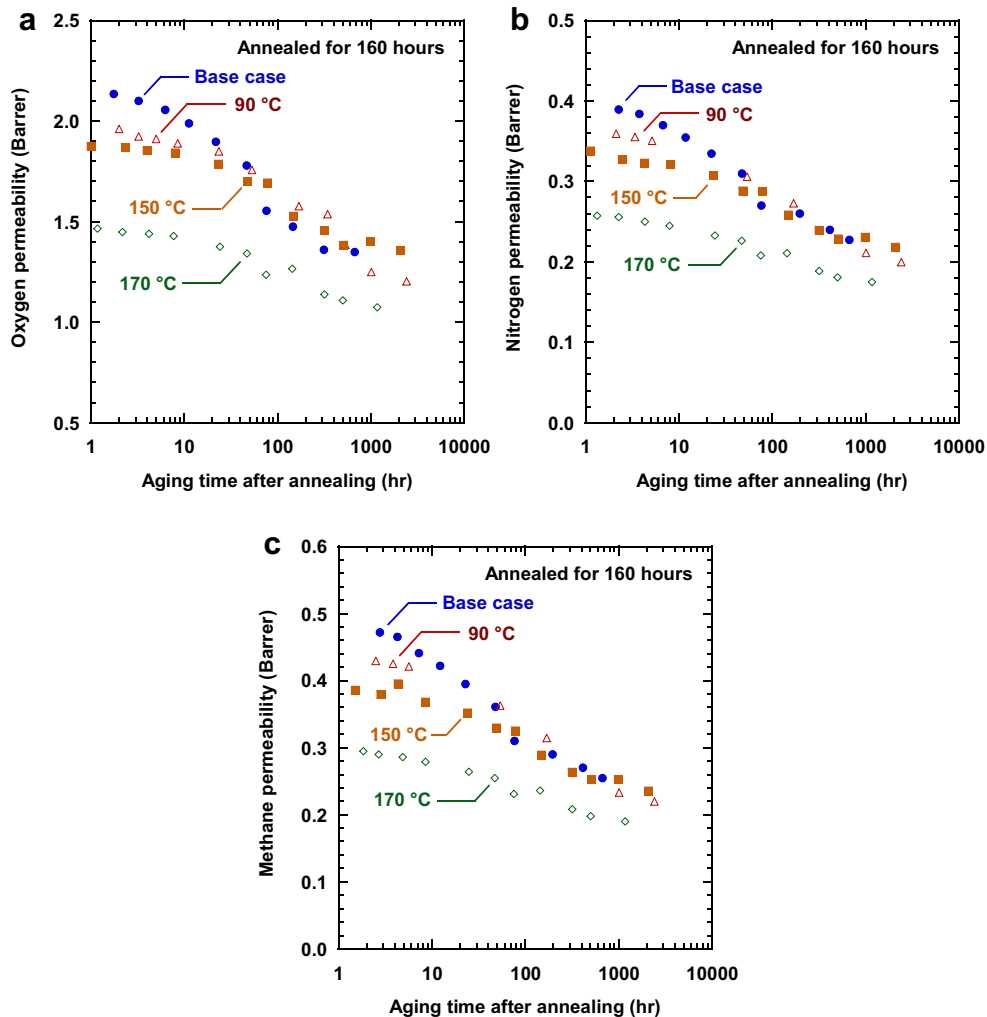 a
Annealed for 160 hours
2.5
2.0
1.5
1.0
0.5
Oxygen permeability (Barrer)
Base case
90 °C
150 °C
170 °C
1
10
100
1000
10000
Aging time after annealing (hr)
b
Annealed for 160 hours
0.5
0.4
0.3
0.2
0.1
0.0
Nitrogen permeability (Barrer)
Base case
90 °C
150 °C
170 °C
1
10
100
1000
10000
Aging time after annealing (hr)
c
Annealed for 160 hours
0.6
0.5
0.4
0.3
0.2
0.1
0.0
Methane permeability (Barrer)
Base case
90 °C
150 °C
170 °C
1
10
100
1000
10000
Aging time after annealing (hr)